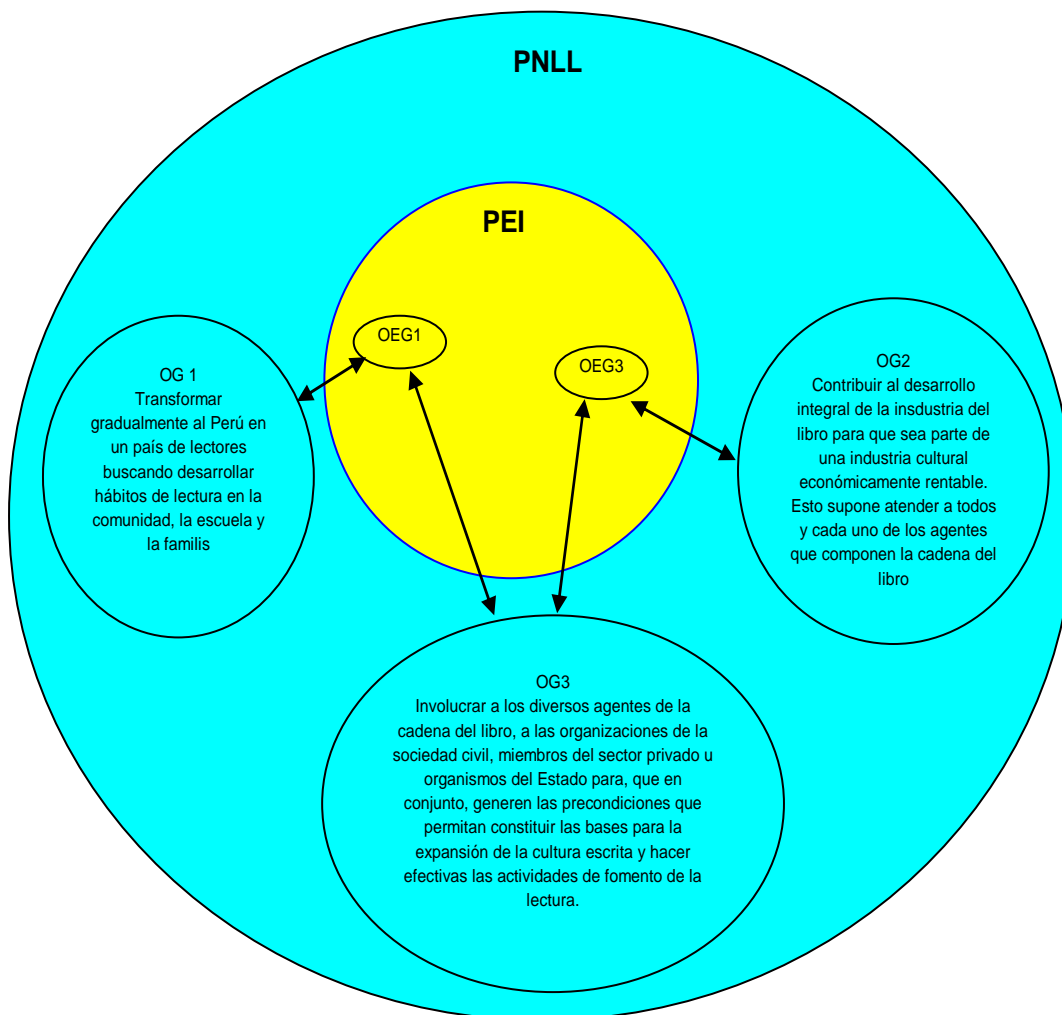 PNLL
PEI
OEG1
OEG3
OG 1
Transformar
gradualmente al Perú en
un país de lectores
buscando desarrollar
hábitos de lectura en la
comunidad, la escuela y
la familis
OG2
Contribuir al desarrollo
integral de la insdustria del
libro para que sea parte de
una industria cultural
económicamente rentable.
Esto supone atender a todos
y cada uno de los agentes
que componen la cadena del
libro
OG3
Involucrar a los diversos agentes de la
cadena del libro, a las organizaciones de la
sociedad civil, miembros del sector privado u
organismos del Estado para, que en
conjunto, generen las precondiciones que
permitan constituir las bases para la
expansión de la cultura escrita y hacer
efectivas las actividades de fomento de la
lectura.